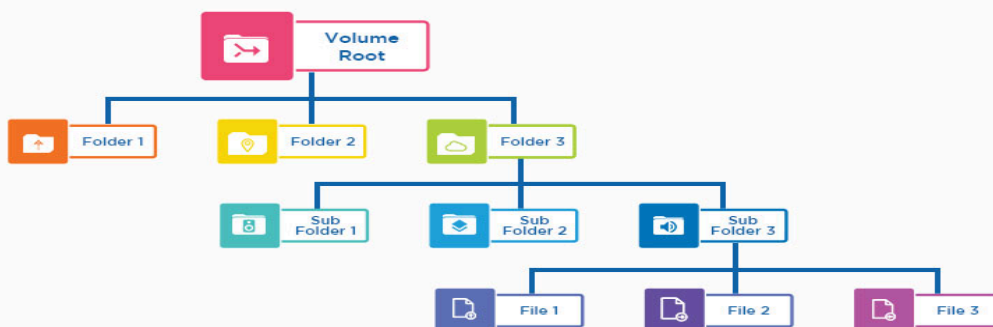 Volume
Root
Folder 1
Folder 2
Folder 3
Sub
Folder 1
Sub
Folder 2
Sub
Folder 3
File 1
File 2
File 3